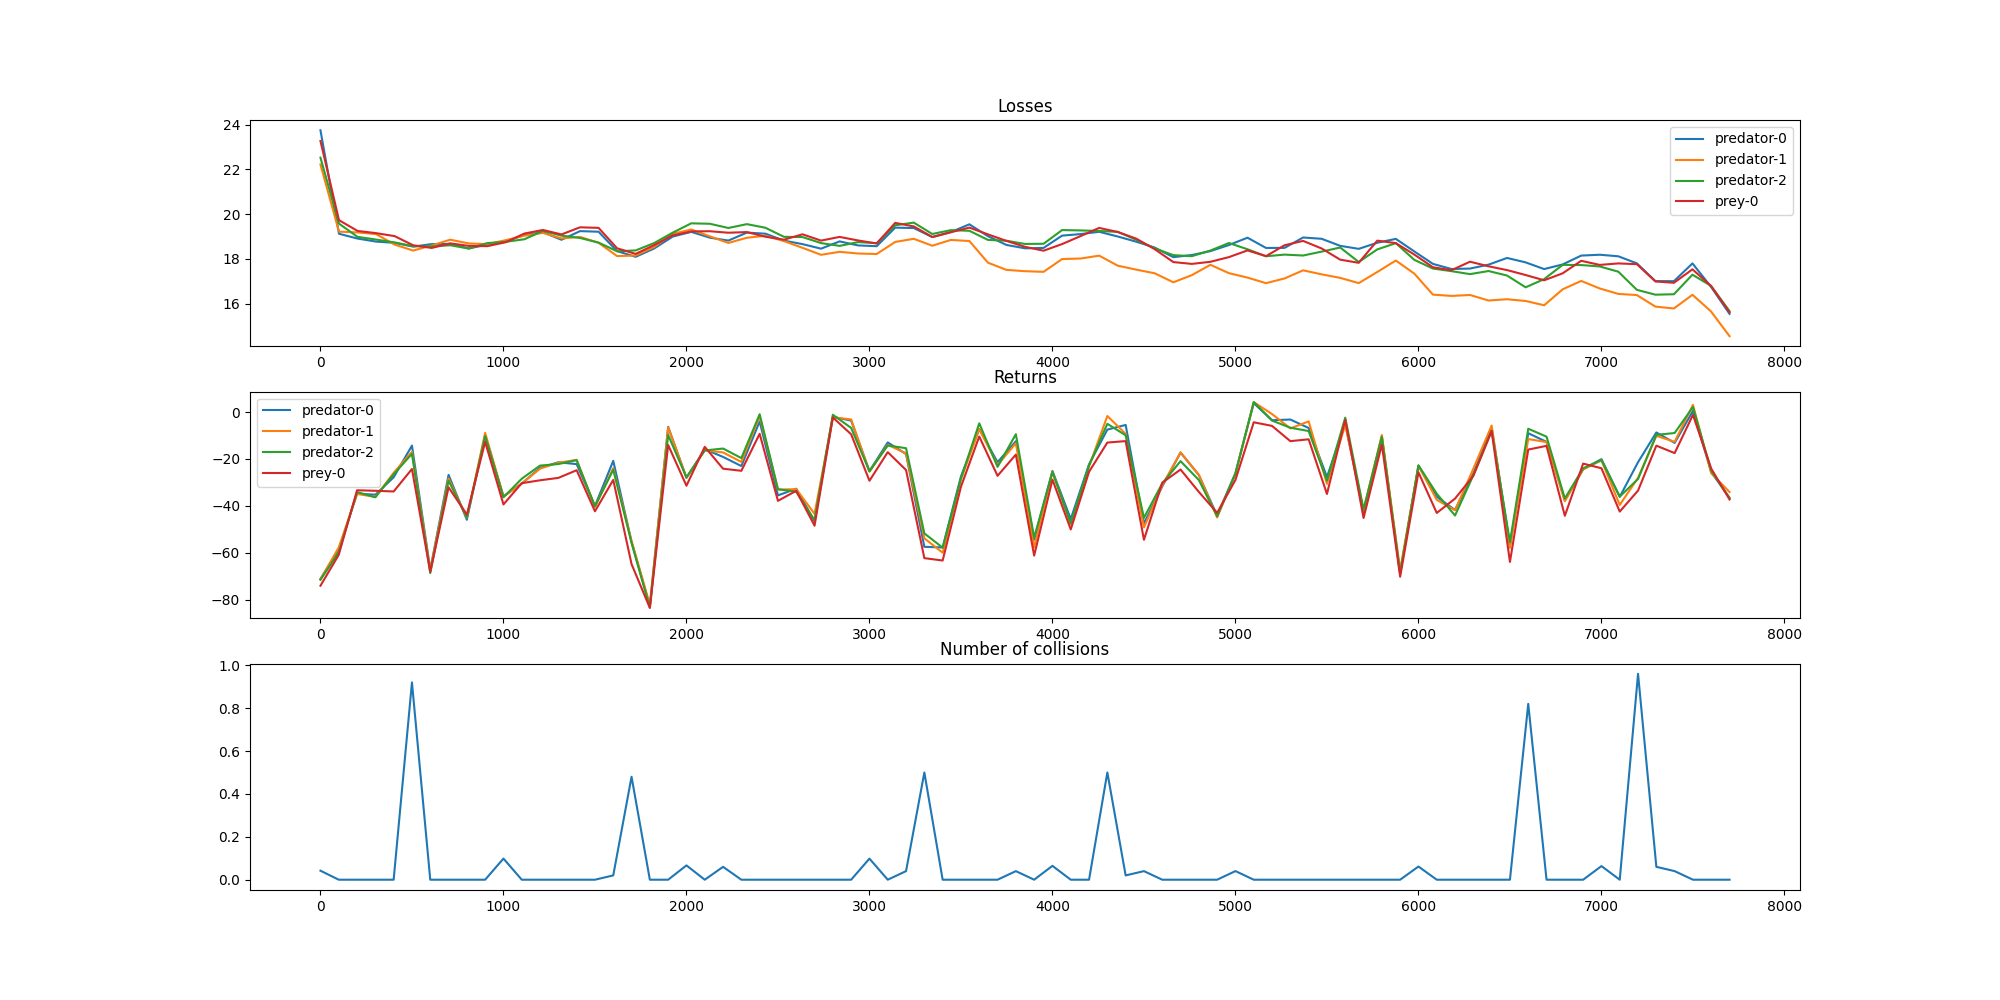 Losses
24
22
20
18
16
predator-0
predator-1
predator-2
prey-0
0 1000 2000 3000 4000 5000 6000 7000 8000
Returns
0
−20
−40
−60
−80
predator-0
predator-1
predator-2
prey-0
0 1000 2000 3000 4000 5000 6000 7000 8000
Number of collisions
1.0
0.8
0.6
0.4
0.2
0.0
0 1000 2000 3000 4000 5000 6000 7000 8000